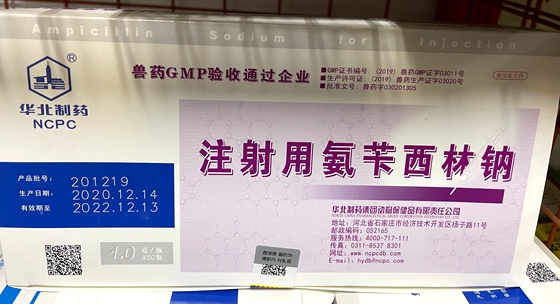 Ampicillin Sodium for Injection
华北制药
NCPC
兽药GMP验收通过企业
■GMP证书编号：（2019）兽药GMP证字03011号
■生产许可证：（2019）兽药生产证字03020号
■批准文号：兽药字030201305
注射用氨苄西林钠
产品批号：201219
生产日期：2020.12.14
有效期至 2022.12.13
1.0 克/瓶
X50瓶
华北制药集团动物保健品有限责任公司
地址：河北省石家庄市经济技术开发区扬子路11号
邮政编码：052165
服务热线：4000-717-111
传真：0311-8537 8301
网址：www.ncpcdb.com
E-mail：hydb@ncpc.com